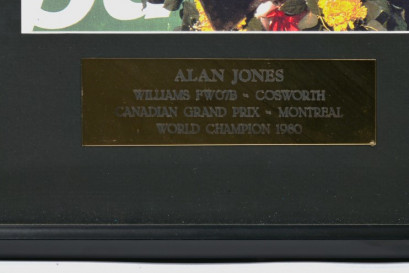 ALAN JONES
WILLIAMS FW07B - COSWORTH
CANADIAN GRAND PRIX - MONTREAL
WORLD CHAMPION 1980